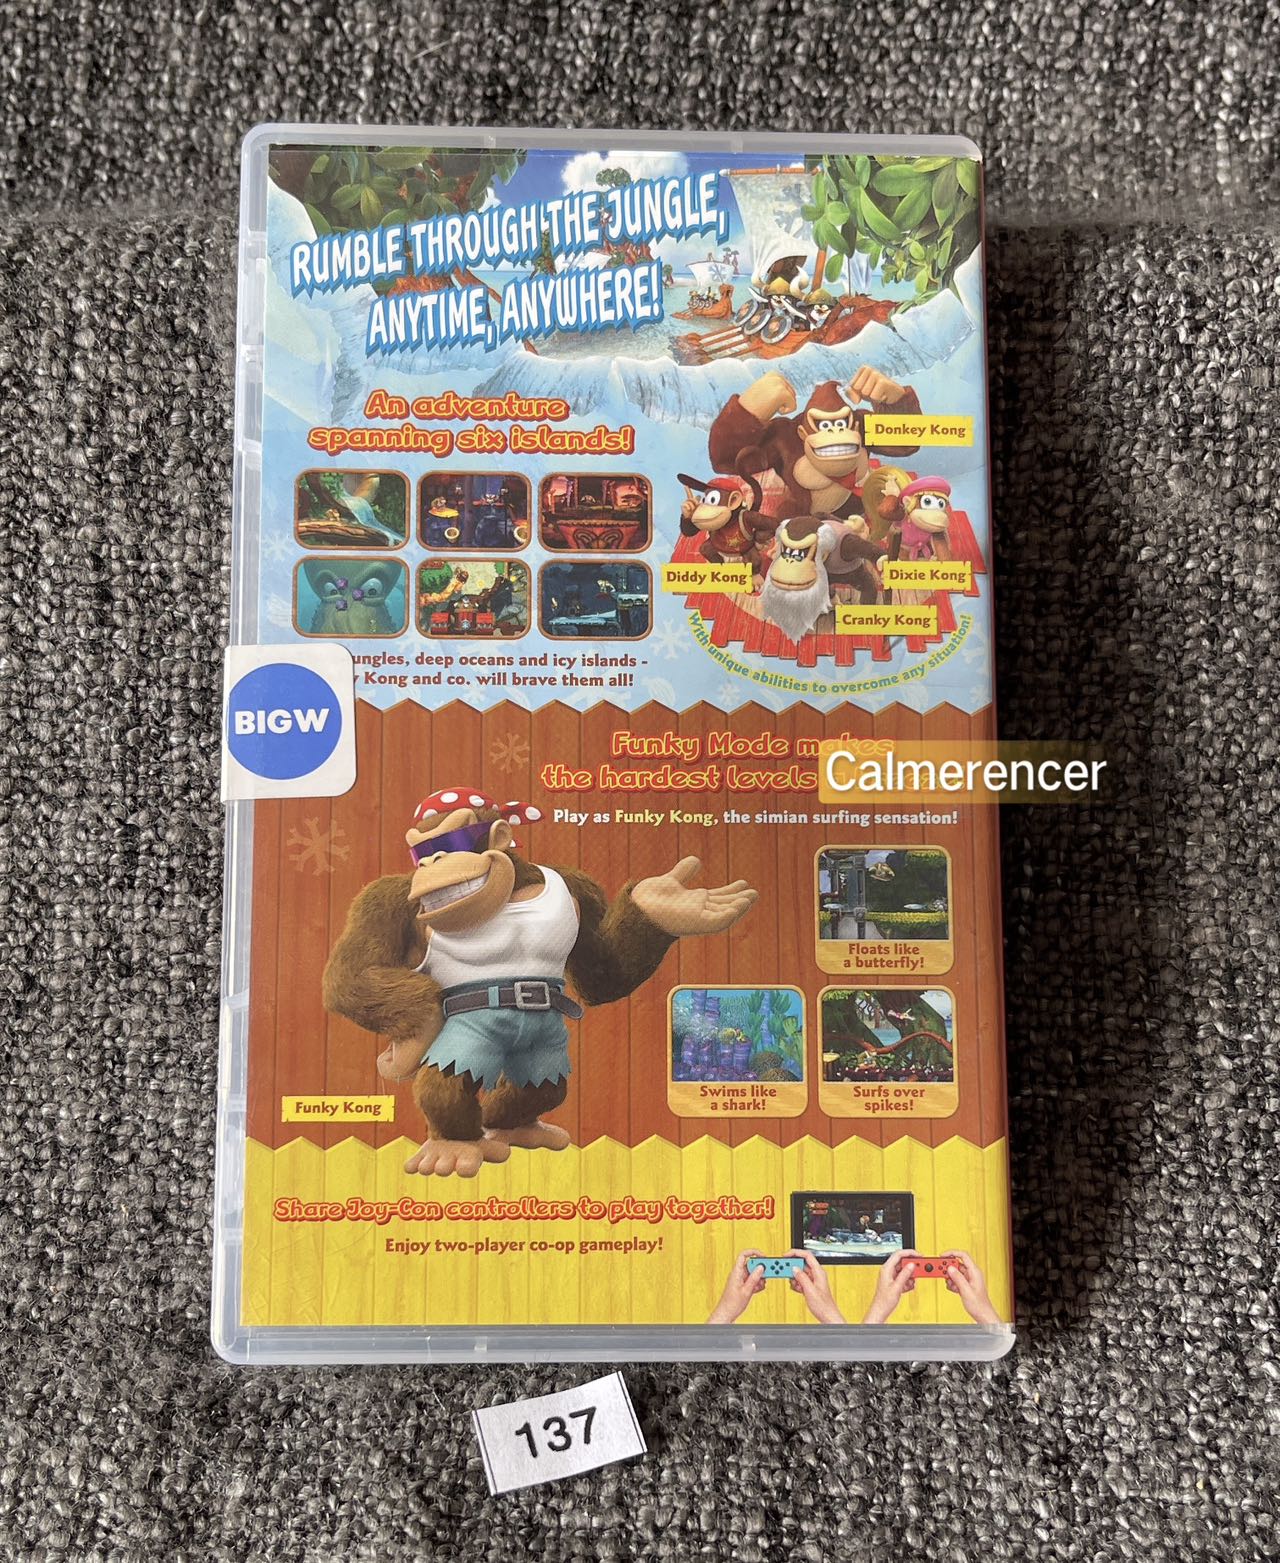 RUMBLE THROUGH THE JUNGLE,
ANYTIME, ANYWHERE!
An adventure
spanning six islands!
Donkey Kong
Diddy Kong
Dixie Kong
Cranky Kong
With unique abilities to overcome any situation!
ungles, deep oceans and icy islands -
Kong and co. will brave them all!
BIGW
Funky Mode makes
the hardest levels
Calmerencer
Play as Funky Kong, the simian surfing sensation!
Floats like
a butterfly!
Swims like
a shark!
Surfs over
spikes!
Funky Kong
Share Joy-Con controllers to play together!
Enjoy two-player co-op gameplay!
137